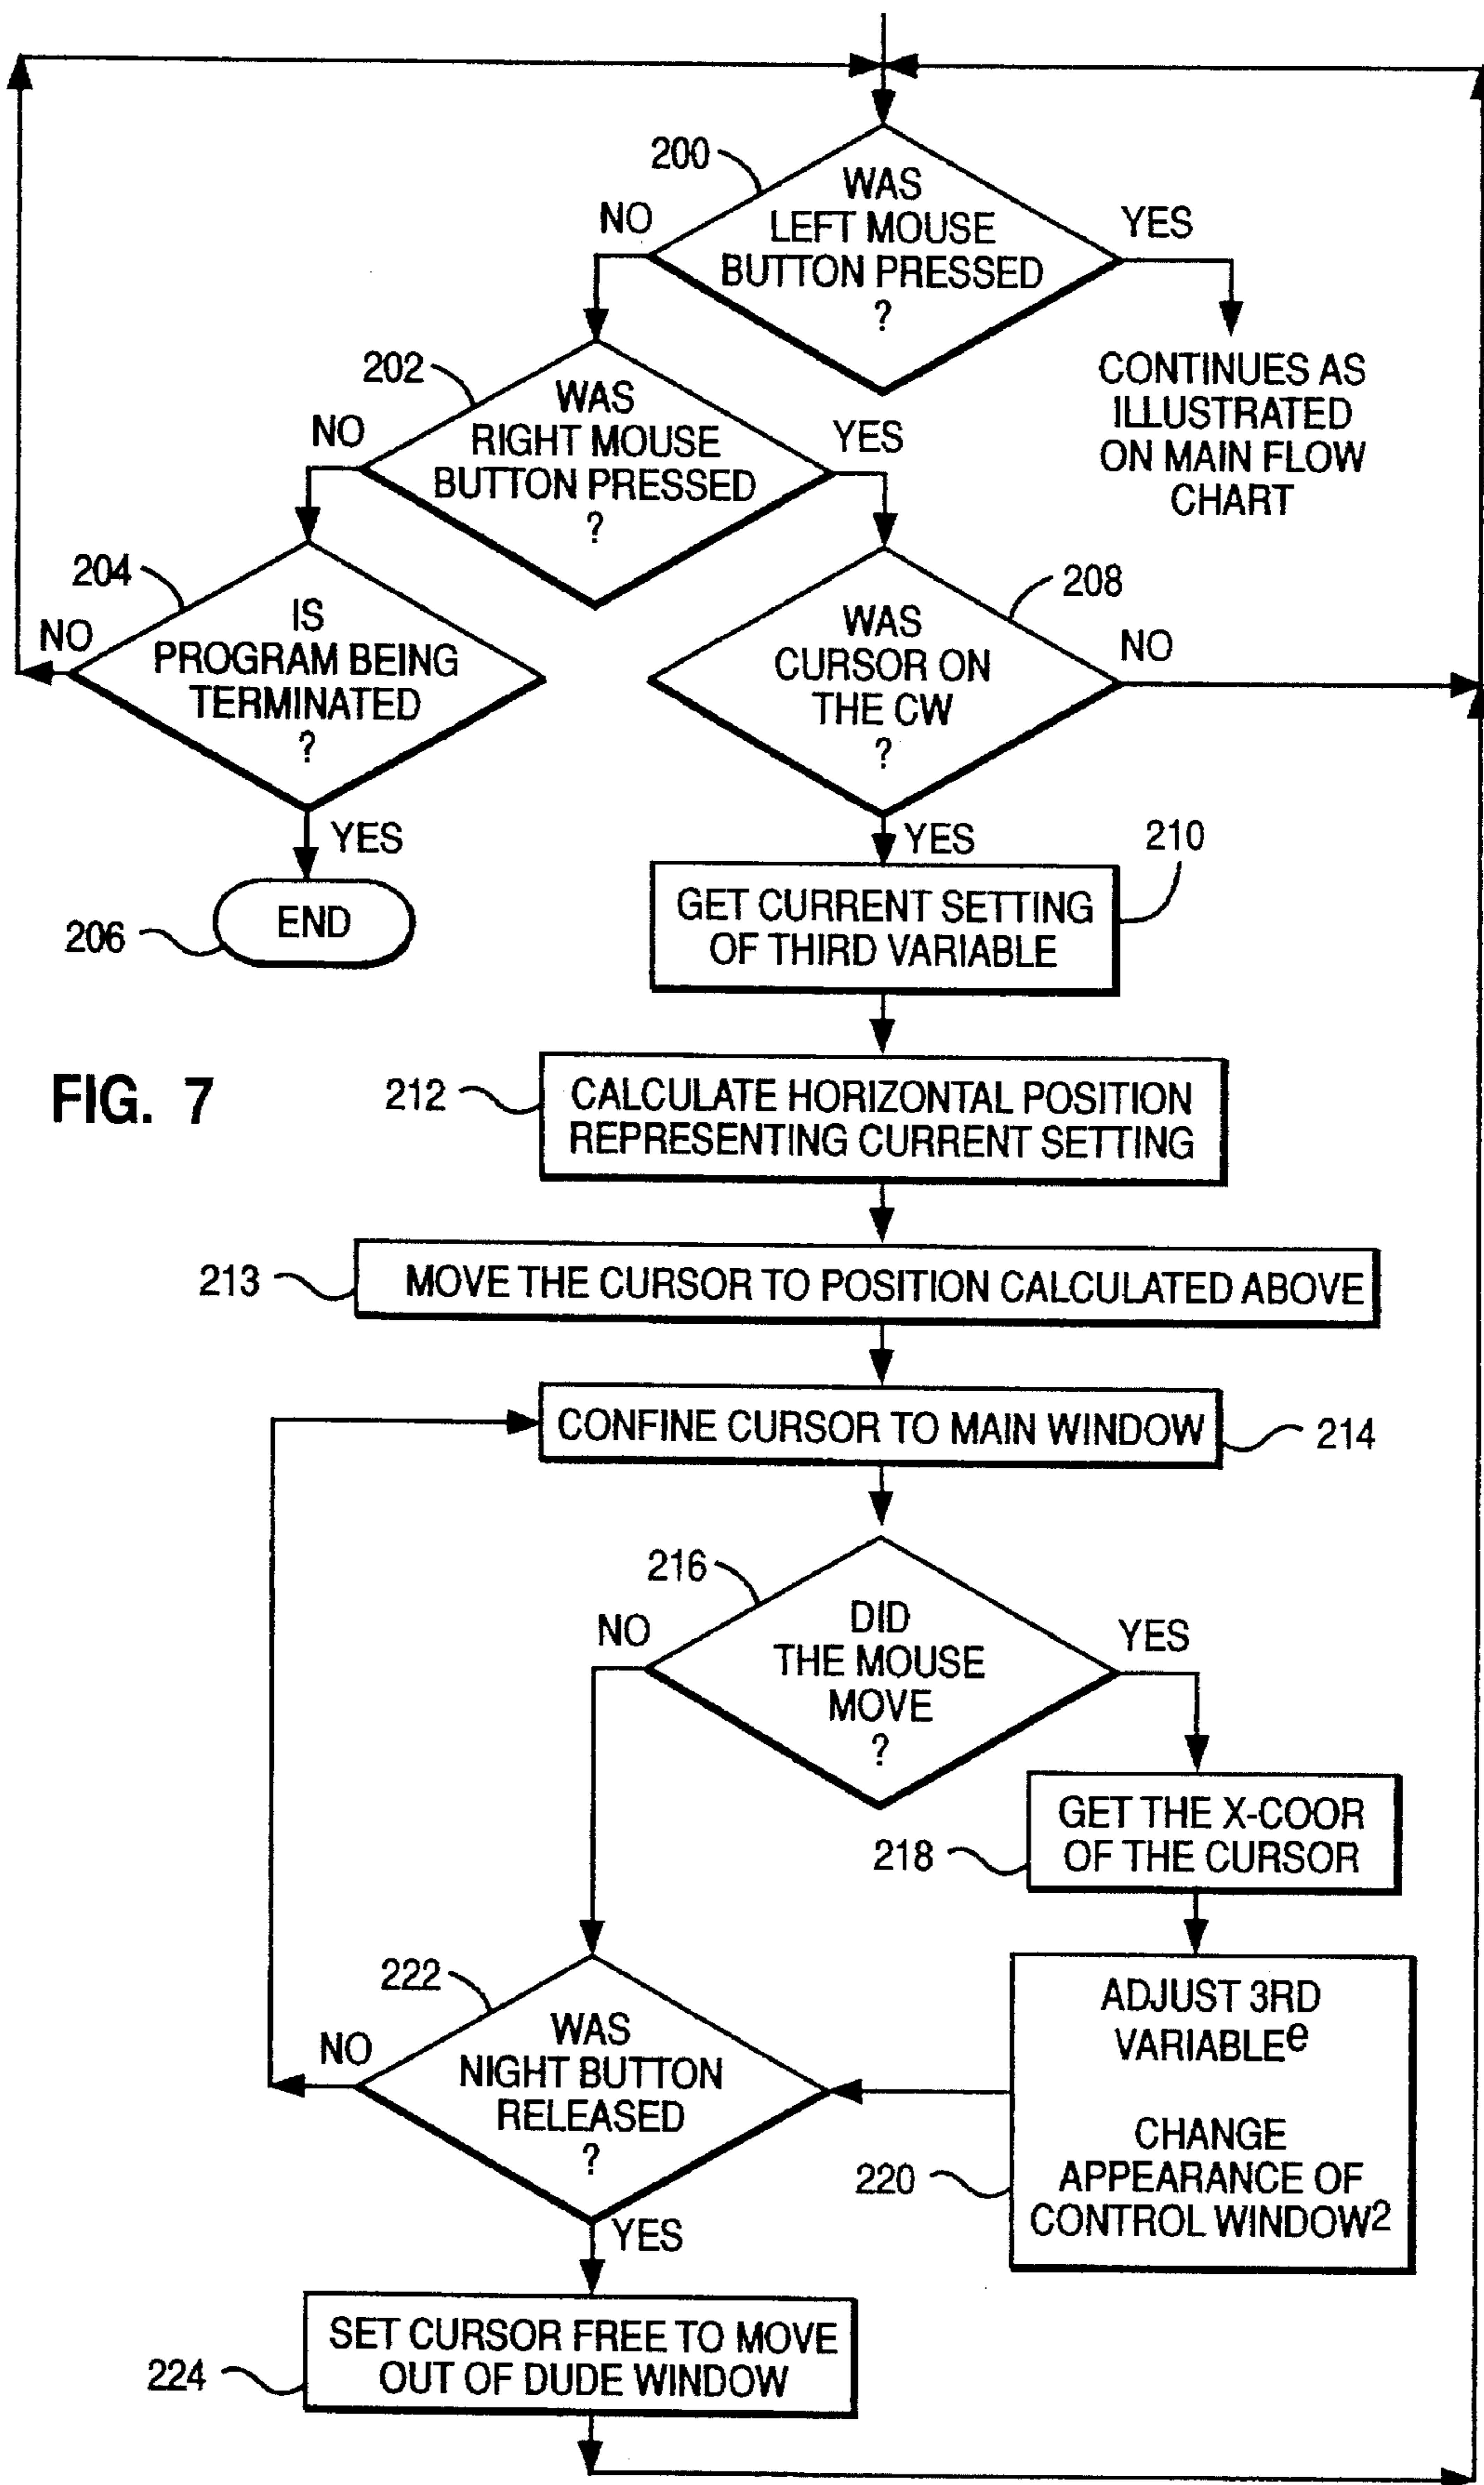 200
WAS
LEFT MOUSE
BUTTON PRESSED
?
NO
YES
CONTINUES AS
ILLUSTRATED
ON MAIN FLOW
CHART
202
WAS
RIGHT MOUSE
BUTTON PRESSED
?
NO
YES
204
IS
PROGRAM BEING
TERMINATED
?
NO
YES
206
END
208
WAS
CURSOR ON
THE CW
?
NO
YES
210
GET CURRENT SETTING
OF THIRD VARIABLE
FIG. 7
212
CALCULATE HORIZONTAL POSITION
REPRESENTING CURRENT SETTING
213
MOVE THE CURSOR TO POSITION CALCULATED ABOVE
CONFINE CURSOR TO MAIN WINDOW
214
216
DID
THE MOUSE
MOVE
?
NO
YES
218
GET THE X-COOR
OF THE CURSOR
220
ADJUST 3RD
VARIABLEe
CHANGE
APPEARANCE OF
CONTROL WINDOW2
222
WAS
NIGHT BUTTON
RELEASED
?
NO
YES
224
SET CURSOR FREE TO MOVE
OUT OF DUDE WINDOW